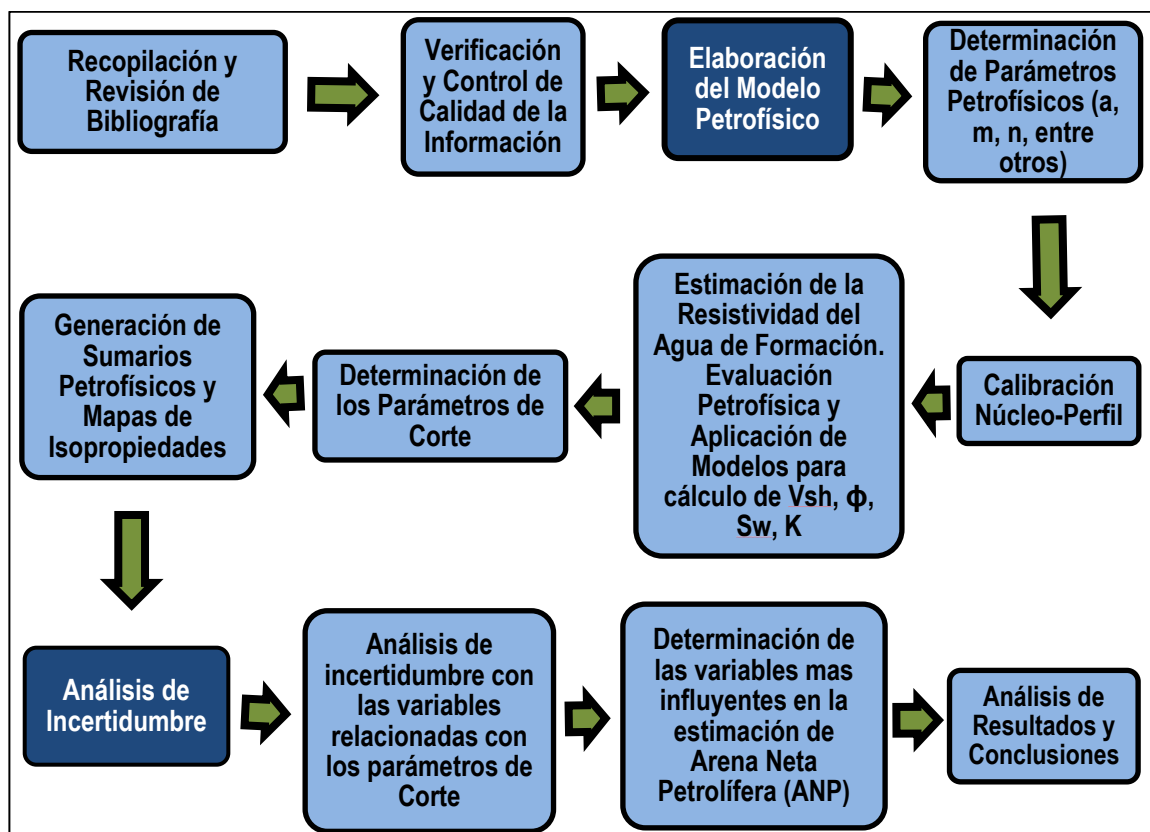 Recopilación y
Revisión de
Bibliografía
Verificación
y Control de
Calidad de la
Información
Elaboración
del Modelo
Petrofísico
Determinación
de Parámetros
Petrofísicos (a,
m, n, entre
otros)
Calibración
Núcleo-Perfil
Estimación de la
Resistividad del
Agua de Formación.
Evaluación
Petrofísica y
Aplicación de
Modelos para
cálculo de Vsh, ϕ,
Sw, K
Determinación de
los Parámetros de
Corte
Generación de
Sumarios
Petrofísicos y
Mapas de
Isopropiedades
Análisis de
Incertidumbre
Análisis de
incertidumbre con
las variables
relacionadas con
los parámetros de
Corte
Determinación de
las variables mas
influyentes en la
estimación de
Arena Neta
Petrolífera (ANP)
Análisis de
Resultados y
Conclusiones